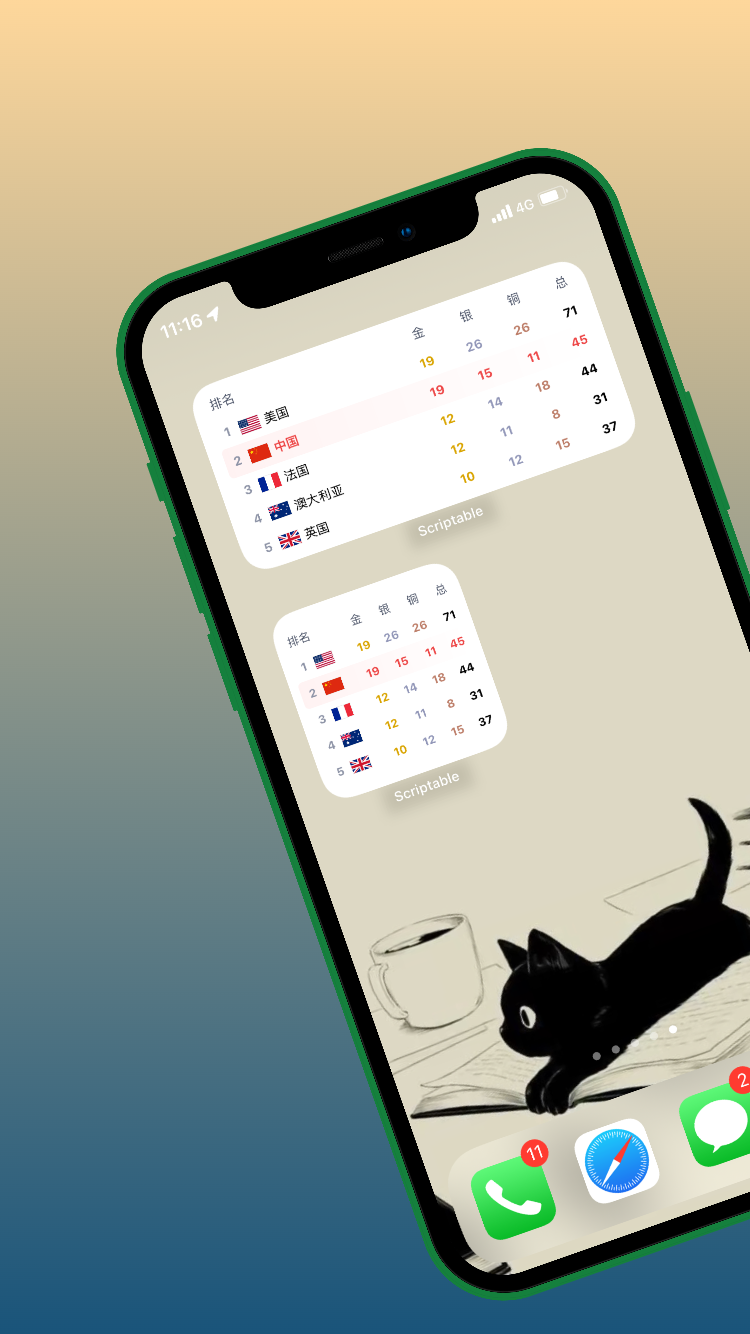 11:16 4G
排名 金 银 铜 总
1 美国 19 26 26 71
2 中国 19 15 11 45
3 法国 12 14 18 44
4 澳大利亚 12 11 8 31
5 英国 10 12 15 37
Scriptable
排名 金 银 铜 总
1 19 26 26 71
2 19 15 11 45
3 12 14 18 44
4 12 11 8 31
5 10 12 15 37
Scriptable
11 2